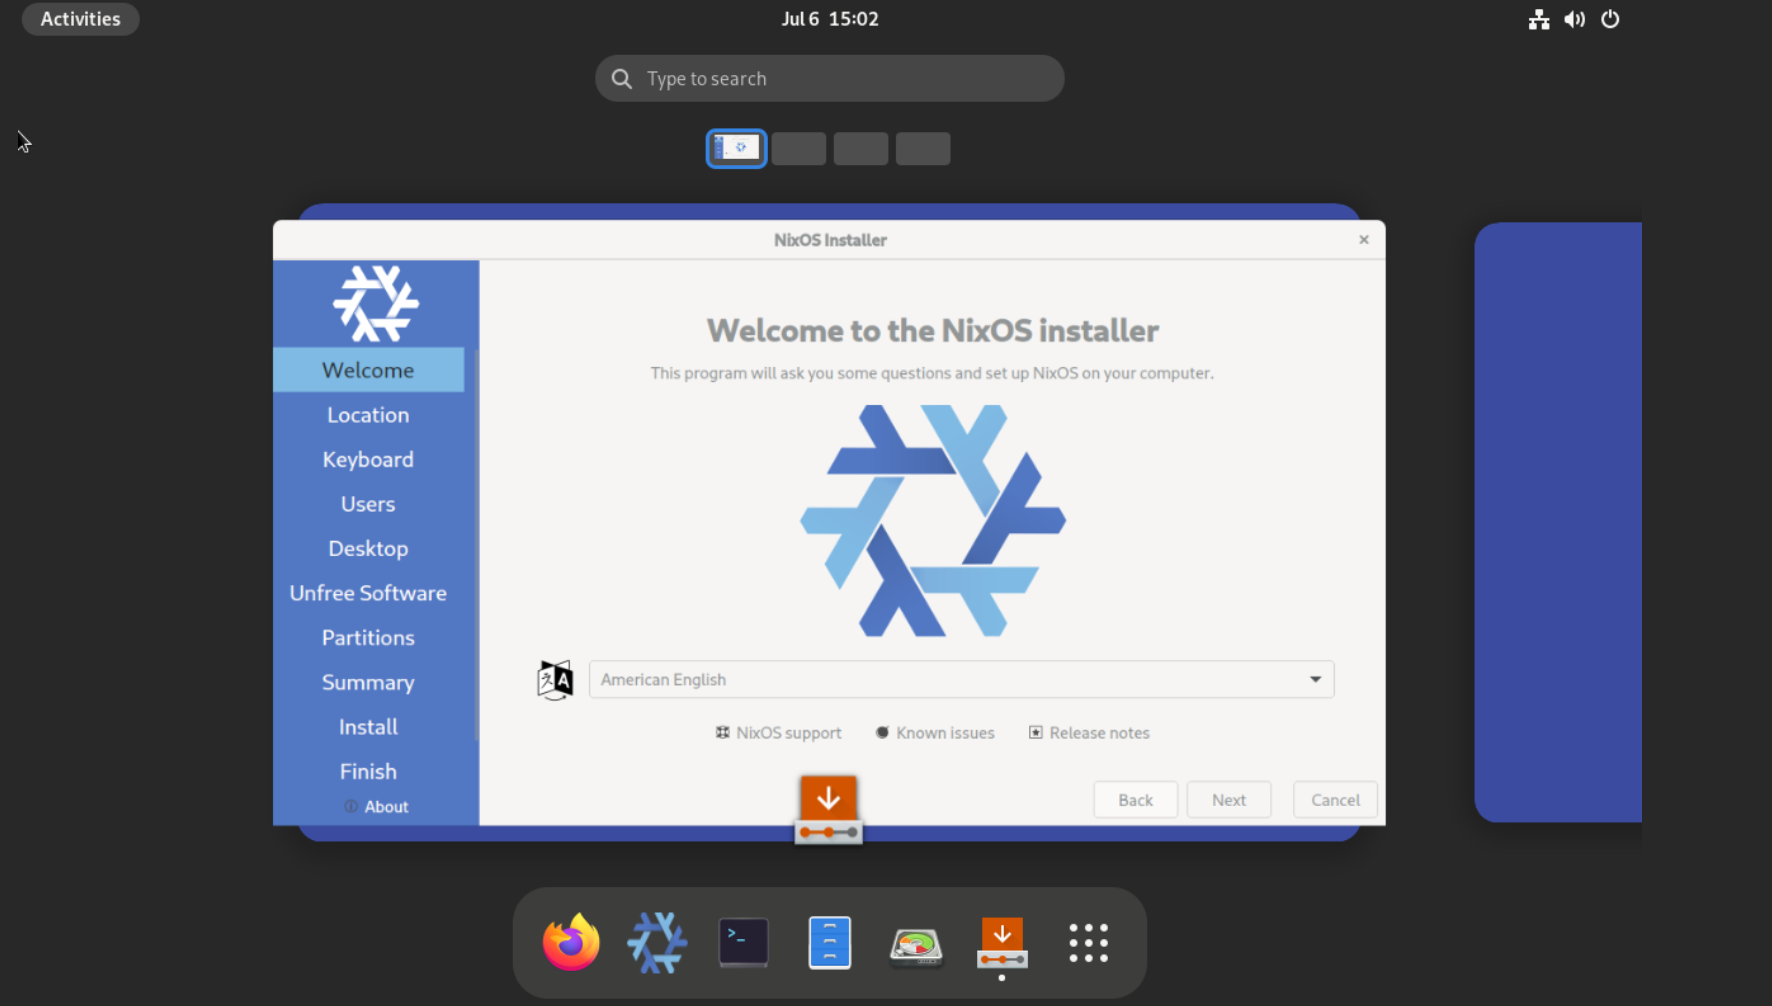 Activities
Jul 6 15:02
Type to search
NixOS Installer
Welcome to the NixOS installer
This program will ask you some questions and set up NixOS on your computer.
Welcome
Location
Keyboard
Users
Desktop
Unfree Software
Partitions
Summary
Install
Finish
About
American English
NixOS support
Known issues
Release notes
Back
Next
Cancel